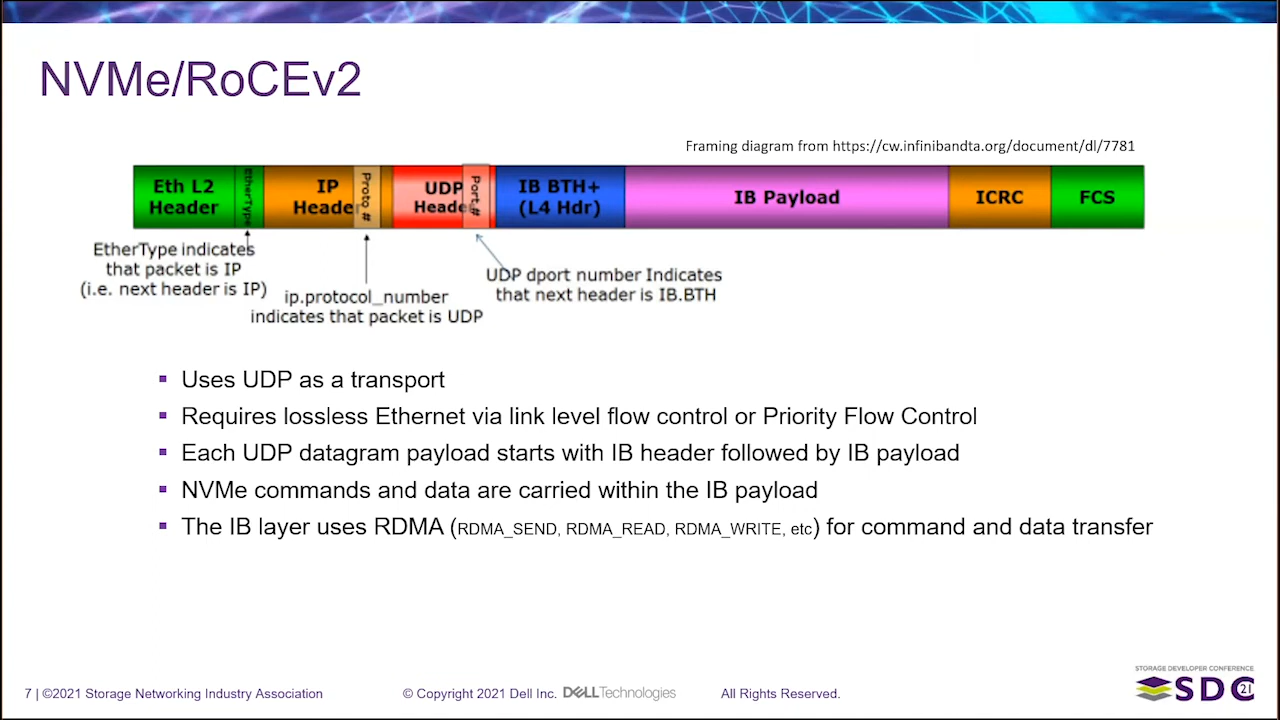 NVMe/RoCEv2
Framing diagram from https://cw.infinibandta.org/document/dl/7781
Eth L2
Header
EtherType
IP
Header
Proto #
UDP
Header
Port #
IB BTH+
(L4 Hdr)
IB Payload
ICRC
FCS
EtherType indicates
that packet is IP
(i.e. next header is IP)
ip.protocol_number
indicates that packet is UDP
UDP dport number Indicates
that next header is IB.BTH
▪ Uses UDP as a transport
▪ Requires lossless Ethernet via link level flow control or Priority Flow Control
▪ Each UDP datagram payload starts with IB header followed by IB payload
▪ NVMe commands and data are carried within the IB payload
▪ The IB layer uses RDMA (RDMA_SEND, RDMA_READ, RDMA_WRITE, etc) for command and data transfer
7 | ©2021 Storage Networking Industry Association
© Copyright 2021 Dell Inc. DELLTechnologies
All Rights Reserved.
STORAGE DEVELOPER CONFERENCE
SDC 21